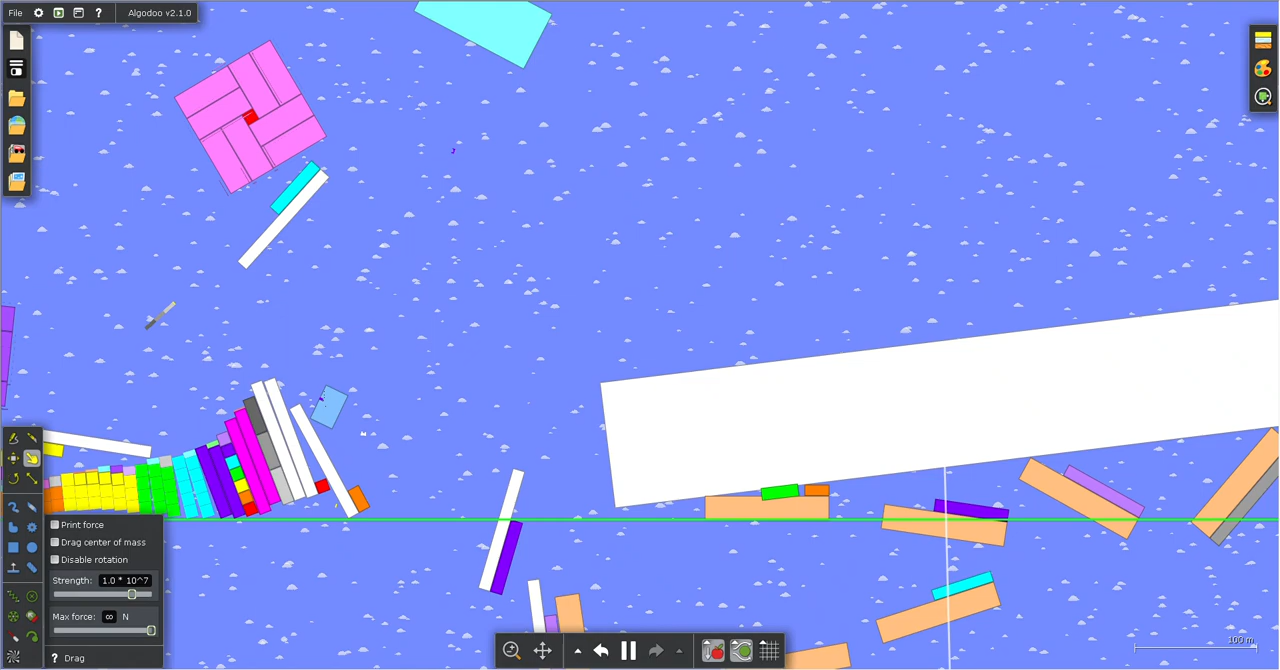 File ? Algodoo v2.1.0
Print force
Drag center of mass
Disable rotation
Strength: 1.0 * 10^7
Max force: ∞ N
? Drag
100 m